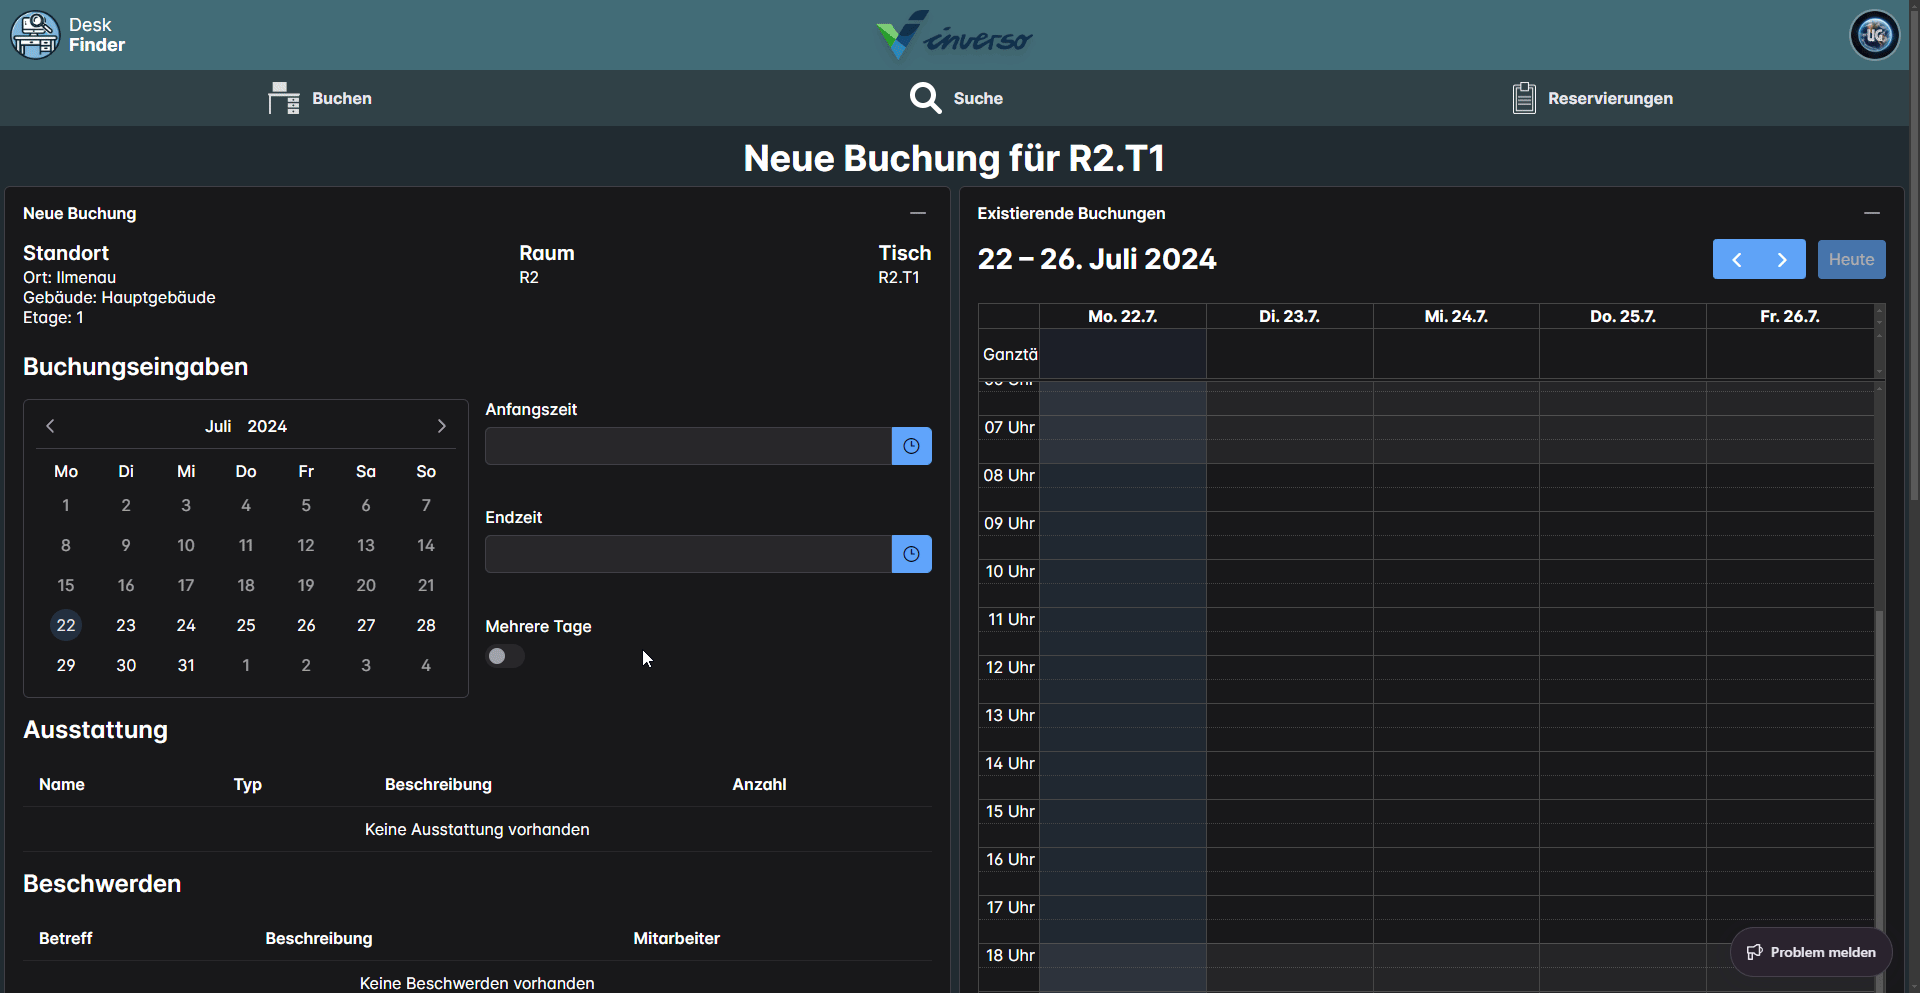 Desk
Finder
inverso
UG
Buchen
Suche
Reservierungen
Neue Buchung für R2.T1
Neue Buchung
Standort
Ort: Ilmenau
Gebäude: Hauptgebäude
Etage: 1
Raum
R2
Tisch
R2.T1
Buchungseingaben
Juli 2024
Mo Di Mi Do Fr Sa So
1 2 3 4 5 6 7
8 9 10 11 12 13 14
15 16 17 18 19 20 21
22 23 24 25 26 27 28
29 30 31 1 2 3 4
Anfangszeit
Endzeit
Mehrere Tage
Ausstattung
Name Typ Beschreibung Anzahl
Keine Ausstattung vorhanden
Beschwerden
Betreff Beschreibung Mitarbeiter
Keine Beschwerden vorhanden
Existierende Buchungen
22 – 26. Juli 2024
Heute
Mo. 22.7. Di. 23.7. Mi. 24.7. Do. 25.7. Fr. 26.7.
Ganztä
07 Uhr
08 Uhr
09 Uhr
10 Uhr
11 Uhr
12 Uhr
13 Uhr
14 Uhr
15 Uhr
16 Uhr
17 Uhr
18 Uhr
Problem melden